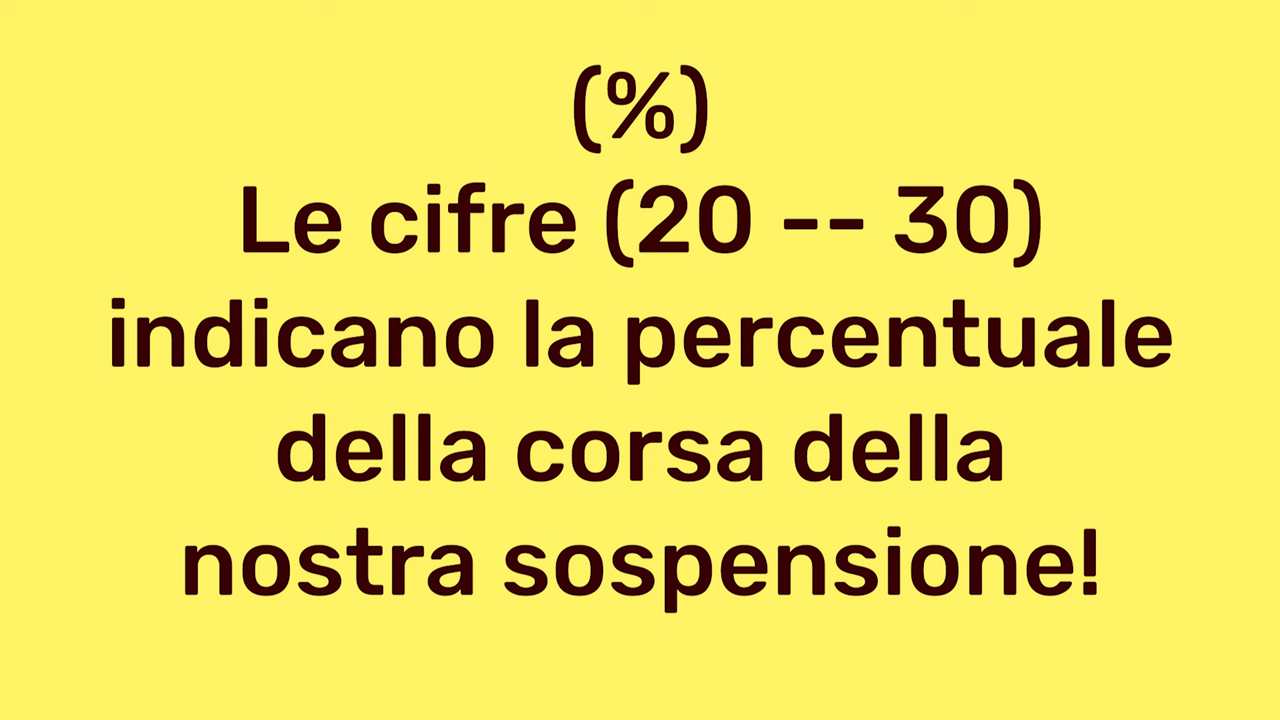 (%)
Le cifre (20 -- 30)
indicano la percentuale
della corsa della
nostra sospensione!